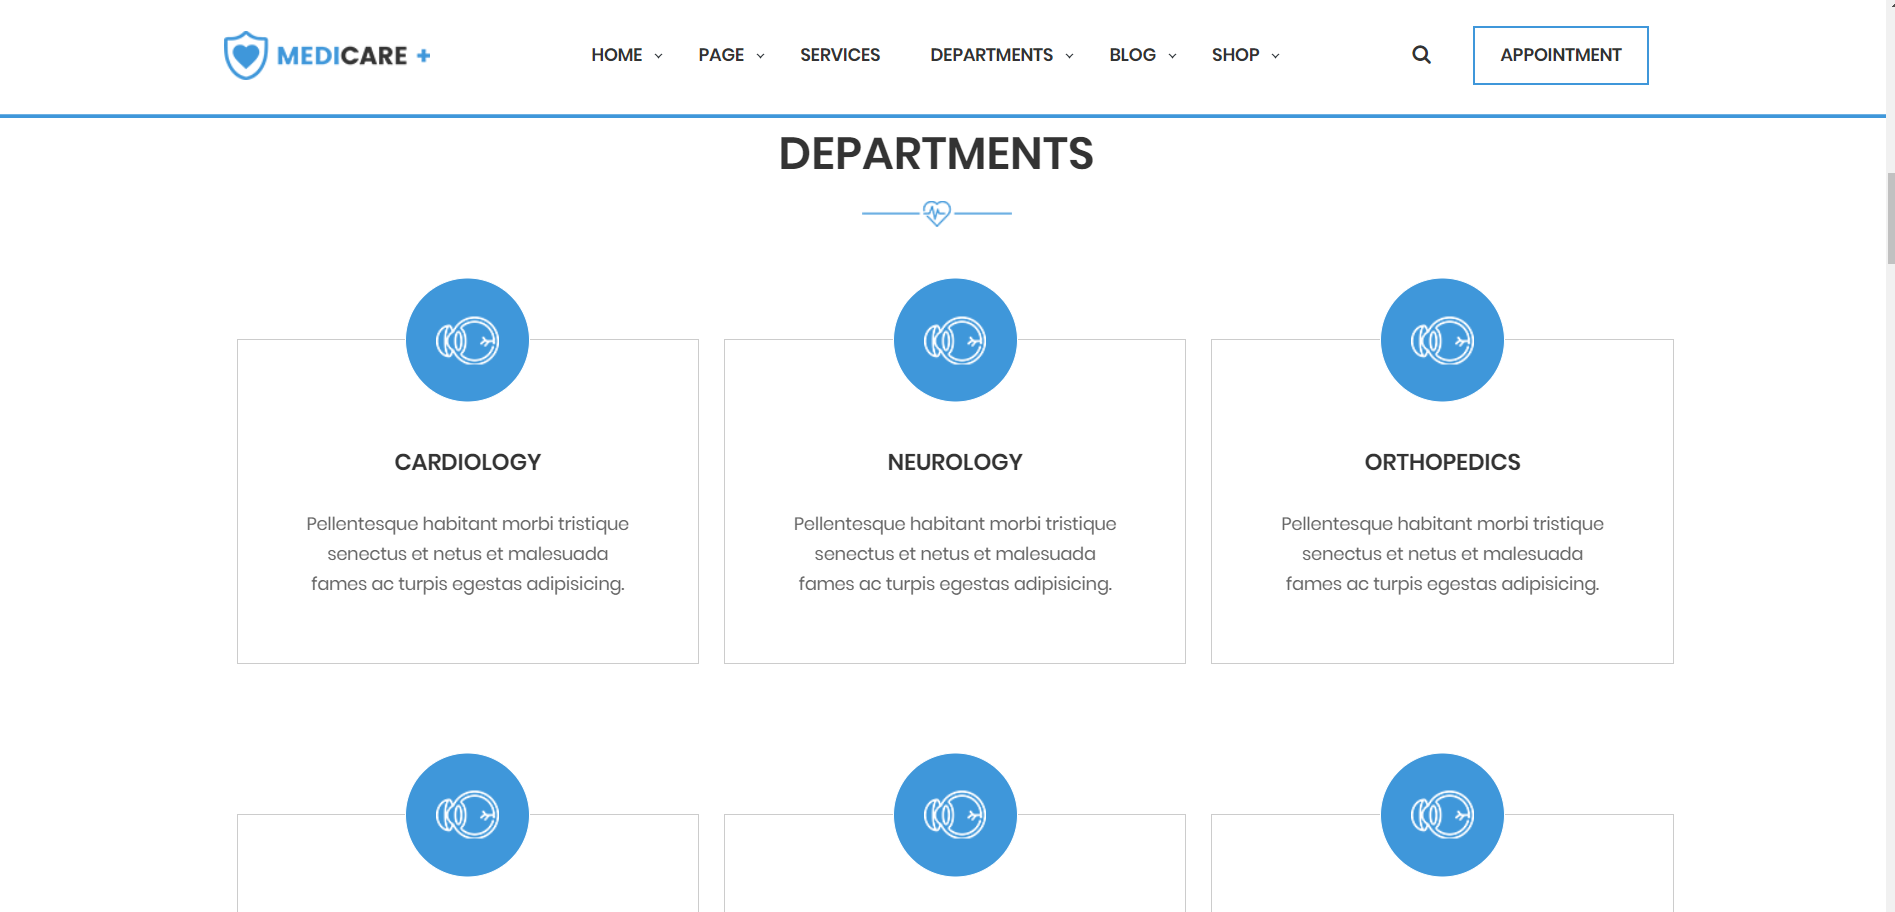 MEDICARE +
HOME PAGE SERVICES DEPARTMENTS BLOG SHOP APPOINTMENT
DEPARTMENTS
CARDIOLOGY
Pellentesque habitant morbi tristique
senectus et netus et malesuada
fames ac turpis egestas adipisicing.
NEUROLOGY
Pellentesque habitant morbi tristique
senectus et netus et malesuada
fames ac turpis egestas adipisicing.
ORTHOPEDICS
Pellentesque habitant morbi tristique
senectus et netus et malesuada
fames ac turpis egestas adipisicing.